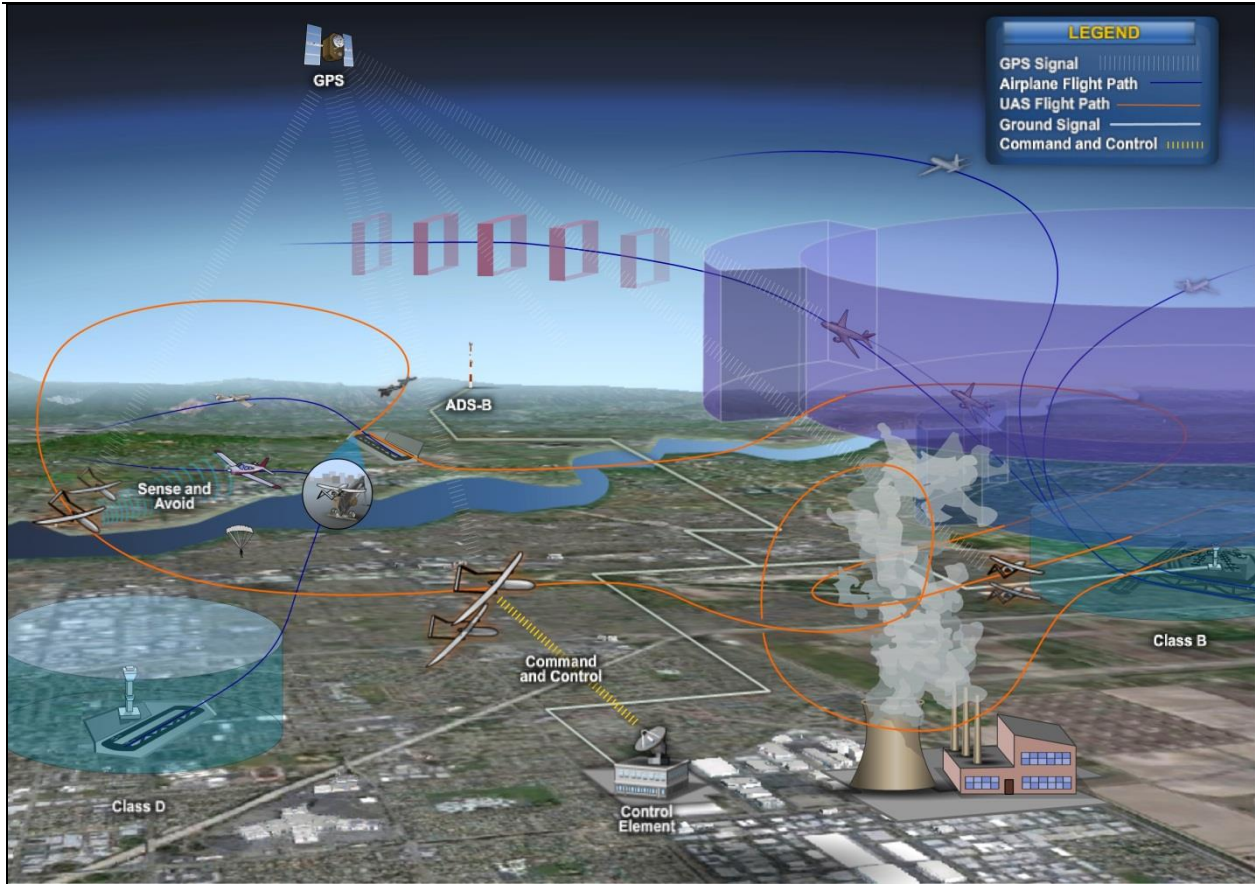 LEGEND
GPS Signal
Airplane Flight Path
UAS Flight Path
Ground Signal
Command and Control
GPS
ADS-B
Sense and
Avoid
Command
and Control
Class B
Class D
Control
Element